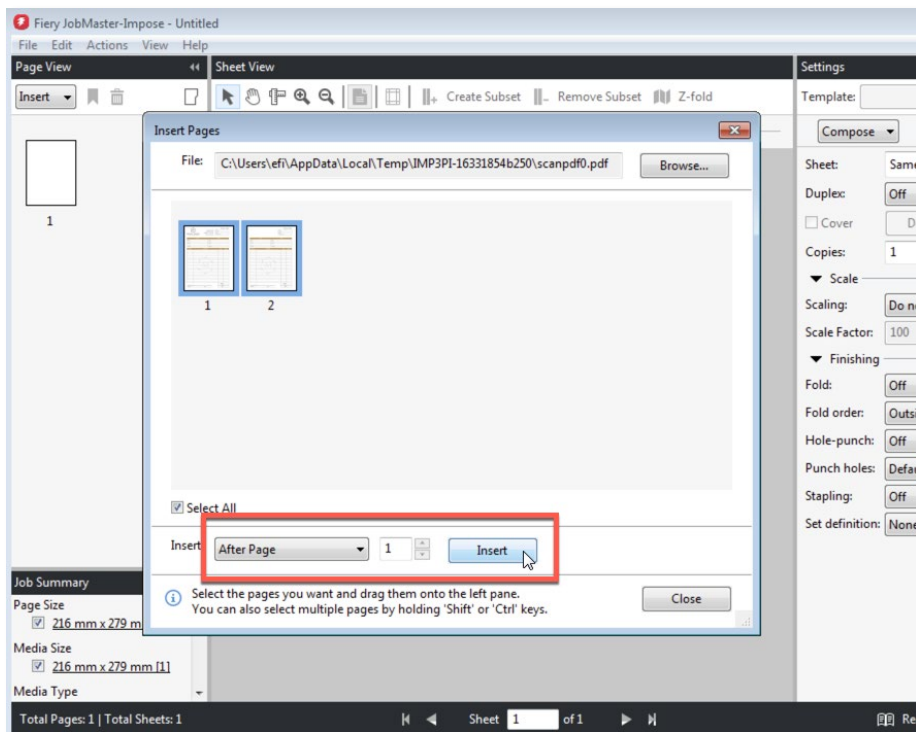 Fiery JobMaster-Impose - Untitled
File Edit Actions View Help
Page View
Sheet View
Settings
Insert
Create Subset
Remove Subset
Z-fold
Template:
Compose
1
Insert Pages
File: C:\Users\efi\AppData\Local\Temp\IMP3PI-16331854b250\scanpdf0.pdf Browse...
1 2
Select All
Insert After Page 1 Insert
Select the pages you want and drag them onto the left pane.
You can also select multiple pages by holding 'Shift' or 'Ctrl' keys.
Close
Sheet: Same
Duplex: Off
Cover D
Copies: 1
Scale
Scaling: Do n
Scale Factor: 100
Finishing
Fold: Off
Fold order: Outsi
Hole-punch: Off
Punch holes: Defau
Stapling: Off
Set definition: None
Job Summary
Page Size
216 mm x 279 m
Media Size
216 mm x 279 mm [1]
Media Type
Total Pages: 1 | Total Sheets: 1
Sheet 1 of 1
Re